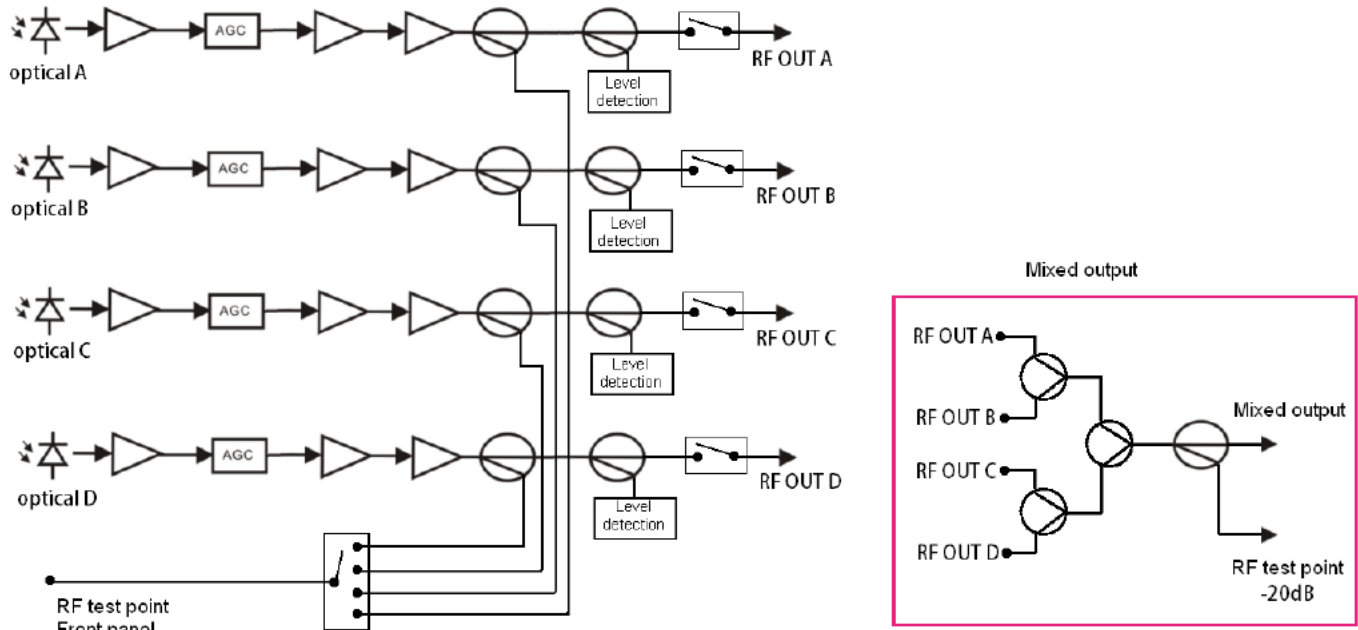 AGC
optical A
Level
detection
RF OUT A
AGC
optical B
Level
detection
RF OUT B
AGC
optical C
Level
detection
RF OUT C
AGC
optical D
Level
detection
RF OUT D
RF test point
Front panel
Mixed output
RF OUT A
RF OUT B
Mixed output
RF OUT C
RF OUT D
RF test point
-20dB